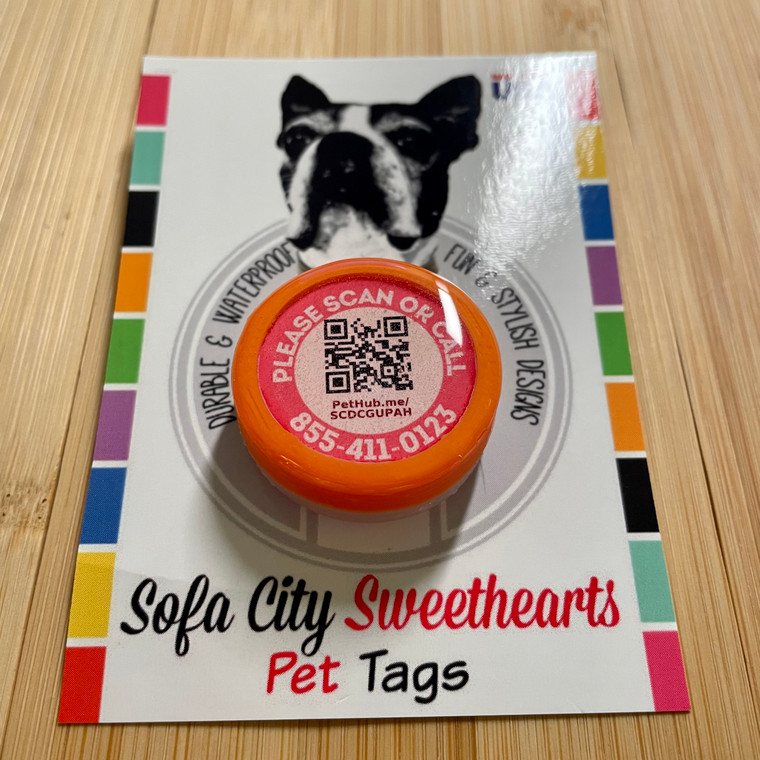 DURABLE & WATERPROOF
FUN & STYLISH DESIGNS
PLEASE SCAN OR CALL
PetHub.me/
SCDCGUPAH
855-411-0123
Sofa City Sweethearts
Pet Tags